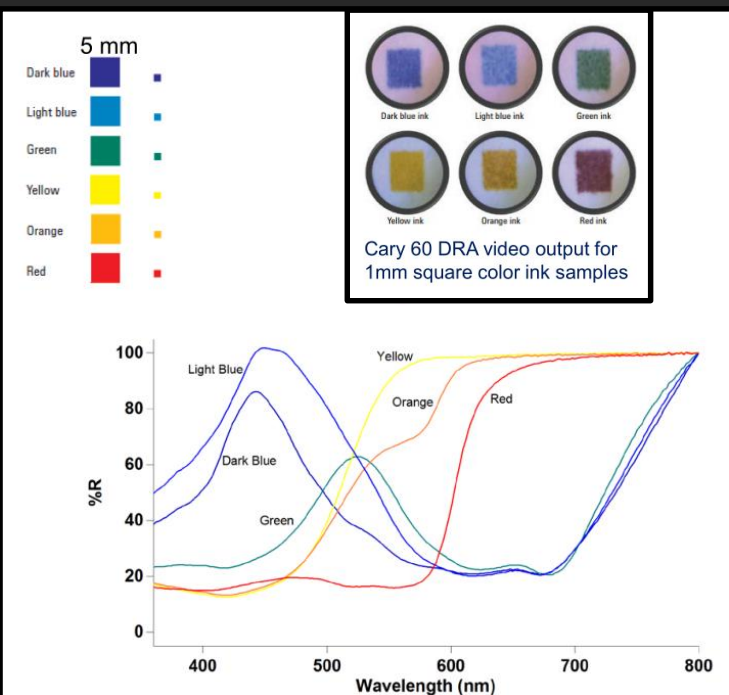 5 mm
Dark blue
Light blue
Green
Yellow
Orange
Red
Dark blue ink
Light blue ink
Green ink
Yellow ink
Orange ink
Red ink
Cary 60 DRA video output for
1mm square color ink samples
100
80
60
40
20
0
%R
Light Blue
Dark Blue
Green
Yellow
Orange
Red
400
500
600
700
800
Wavelength (nm)